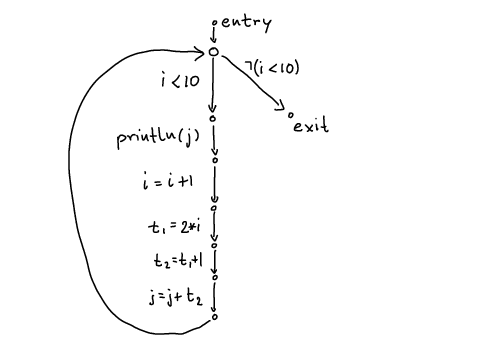 entry
i < 10
¬(i < 10)
exit
println(j)
i = i + 1
t₁ = 2*i
t₂ = t₁+1
j = j + t₂